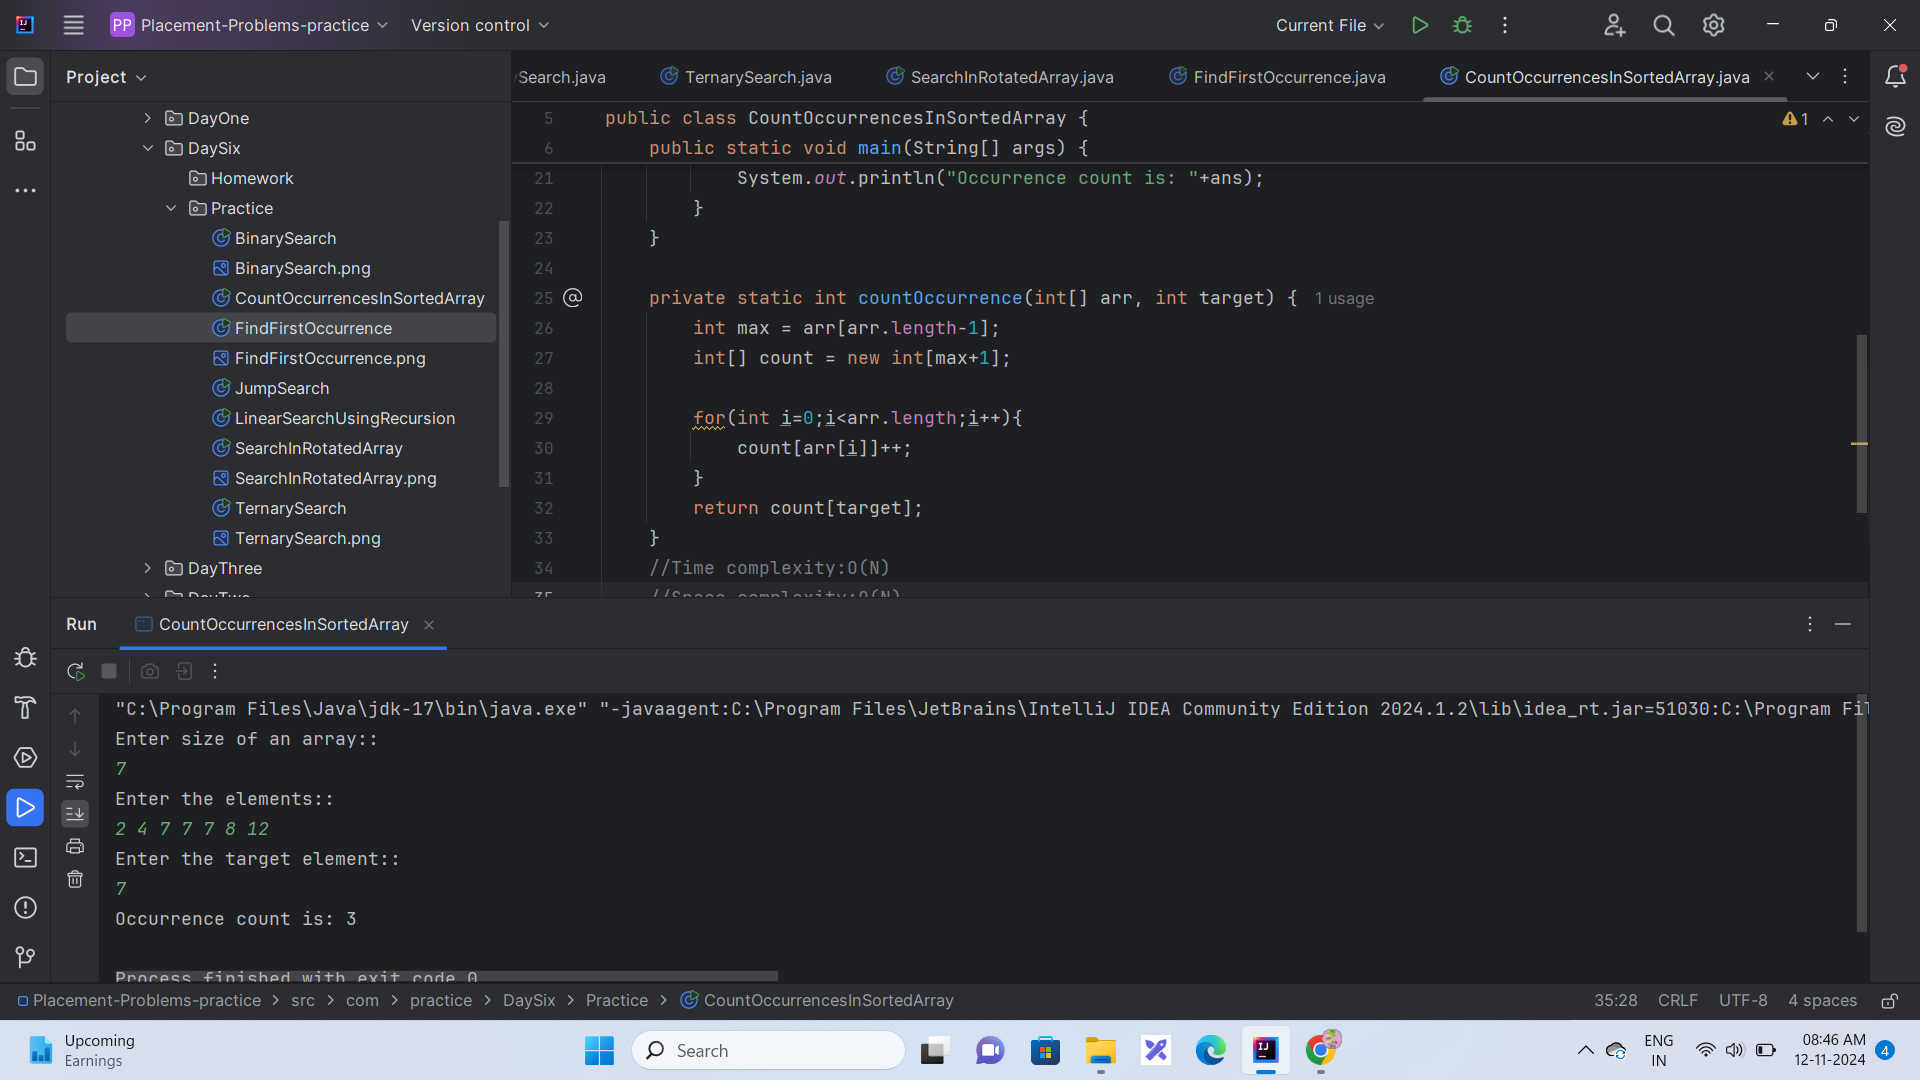 PP Placement-Problems-practice Version control Current File
Project
Search.java TernarySearch.java SearchInRotatedArray.java FindFirstOccurrence.java CountOccurrencesInSortedArray.java
DayOne
DaySix
Homework
Practice
BinarySearch
BinarySearch.png
CountOccurrencesInSortedArray
FindFirstOccurrence
FindFirstOccurrence.png
JumpSearch
LinearSearchUsingRecursion
SearchInRotatedArray
SearchInRotatedArray.png
TernarySearch
TernarySearch.png
DayThree
DayTwo
1
5 public class CountOccurrencesInSortedArray {
6 public static void main(String[] args) {
21 System.out.println("Occurrence count is: "+ans);
22 }
23 }
24
25 private static int countOccurrence(int[] arr, int target) { 1 usage
26 int max = arr[arr.length-1];
27 int[] count = new int[max+1];
28
29 for(int i=0;i<arr.length;i++){
30 count[arr[i]]++;
31 }
32 return count[target];
33 }
34 //Time complexity:O(N)
35 //Space complexity:O(N)
Run CountOccurrencesInSortedArray
"C:\Program Files\Java\jdk-17\bin\java.exe" "-javaagent:C:\Program Files\JetBrains\IntelliJ IDEA Community Edition 2024.1.2\lib\idea_rt.jar=51030:C:\Program Fil
Enter size of an array::
7
Enter the elements::
2 4 7 7 7 8 12
Enter the target element::
7
Occurrence count is: 3
Process finished with exit code 0
Placement-Problems-practice > src > com > practice > DaySix > Practice > CountOccurrencesInSortedArray 35:28 CRLF UTF-8 4 spaces
Upcoming
Earnings
Search
ENG
IN
08:46 AM
12-11-2024
4